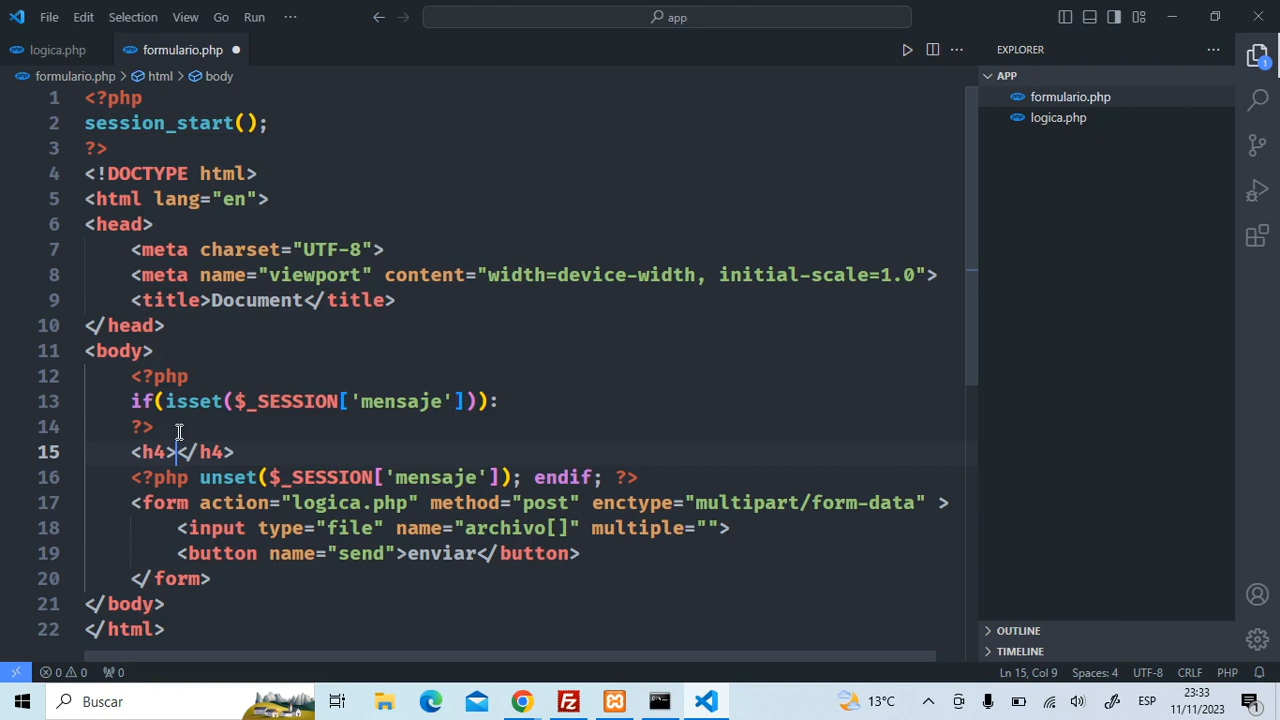 File Edit Selection View Go Run ··· app
logica.php formulario.php
formulario.php > html > body
1 <?php
2 session_start();
3 ?>
4 <!DOCTYPE html>
5 <html lang="en">
6 <head>
7 <meta charset="UTF-8">
8 <meta name="viewport" content="width=device-width, initial-scale=1.0">
9 <title>Document</title>
10 </head>
11 <body>
12 <?php
13 if(isset($_SESSION['mensaje'])):
14 ?>
15 <h4></h4>
16 <?php unset($_SESSION['mensaje']); endif; ?>
17 <form action="logica.php" method="post" enctype="multipart/form-data" >
18 <input type="file" name="archivo[]" multiple="">
19 <button name="send">enviar</button>
20 </form>
21 </body>
22 </html>
EXPLORER ···
APP
formulario.php
logica.php
1
OUTLINE
TIMELINE
0 0 0 Ln 15, Col 9 Spaces: 4 UTF-8 CRLF PHP
Buscar 13°C ESP 23:33
11/11/2023
1